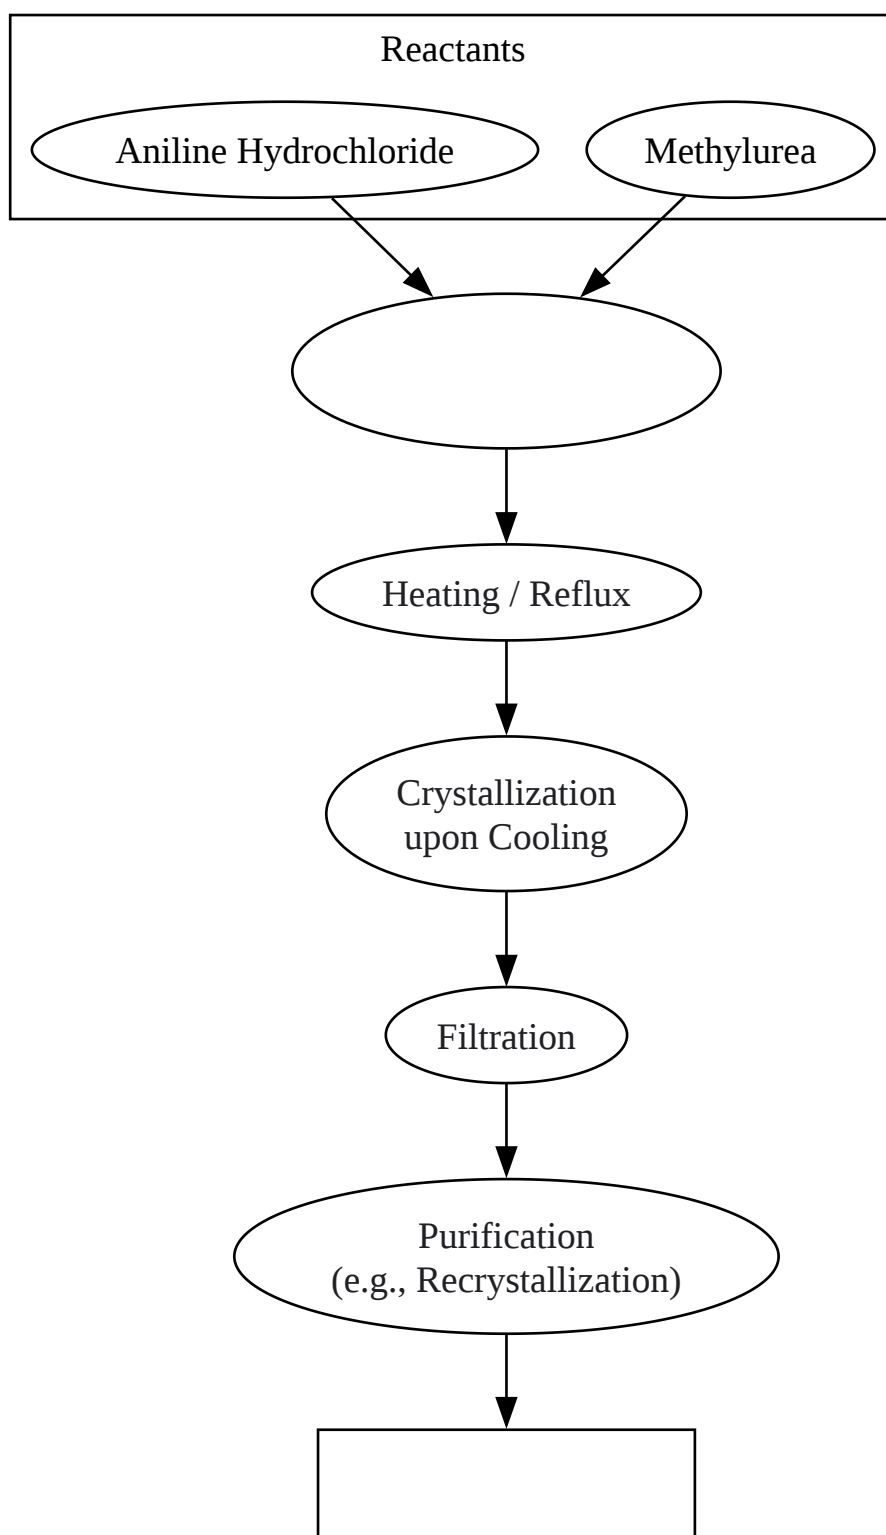 Reactants
Aniline Hydrochloride
Methylurea
Heating / Reflux
Crystallization
upon Cooling
Filtration
Purification
(e.g., Recrystallization)